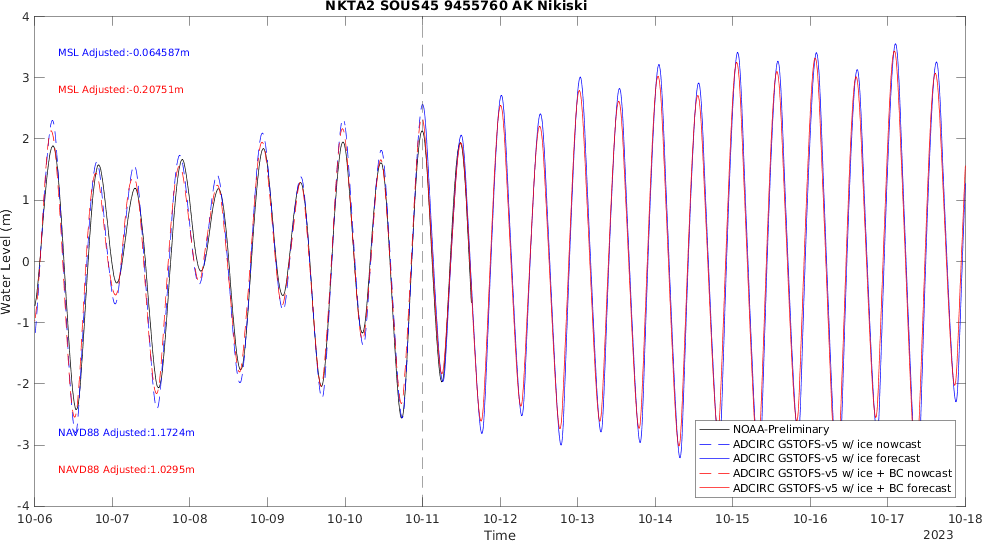 NKTA2 SOUS45 9455760 AK Nikiski
4
3
2
1
0
-1
-2
-3
-4
Water Level (m)
MSL Adjusted:-0.064587m
MSL Adjusted:-0.20751m
NAVD88 Adjusted:1.1724m
NAVD88 Adjusted:1.0295m
NOAA-Preliminary
ADCIRC GSTOFS-v5 w/ ice nowcast
ADCIRC GSTOFS-v5 w/ ice forecast
ADCIRC GSTOFS-v5 w/ ice + BC nowcast
ADCIRC GSTOFS-v5 w/ ice + BC forecast
10-06 10-07 10-08 10-09 10-10 10-11 10-12 10-13 10-14 10-15 10-16 10-17 10-18
Time
2023